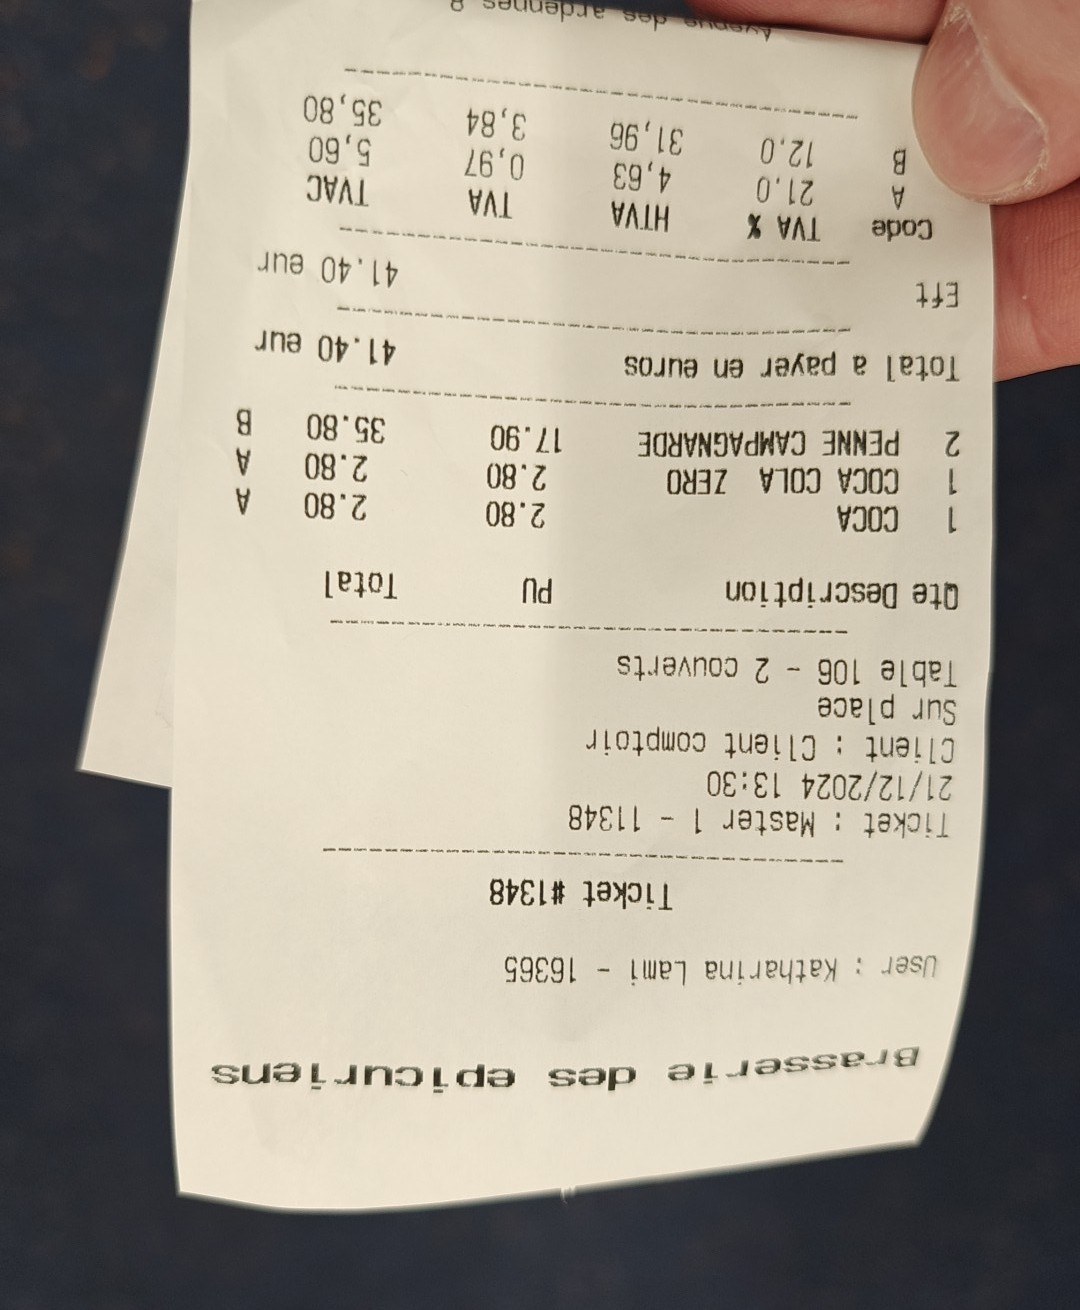 Brasserie des epicuriens
User : Katharina Lami - 16365
Ticket #1348
Ticket : Master 1 - 11348
21/12/2024 13:30
Client : Client comptoir
Sur place
Table 106 - 2 couverts
Qte Description PU Total
1 COCA 2.80 2.80 A
1 COCA COLA ZERO 2.80 2.80 A
2 PENNE CAMPAGNARDE 17.90 35.80 B
Total a payer en euros 41.40 eur
Eft 41.40 eur
Code TVA % HTVA TVA TVAC
A 21.0 4,63 0,97 5,60
B 12.0 31,96 3,84 35,80
Avenue des ardennes 8